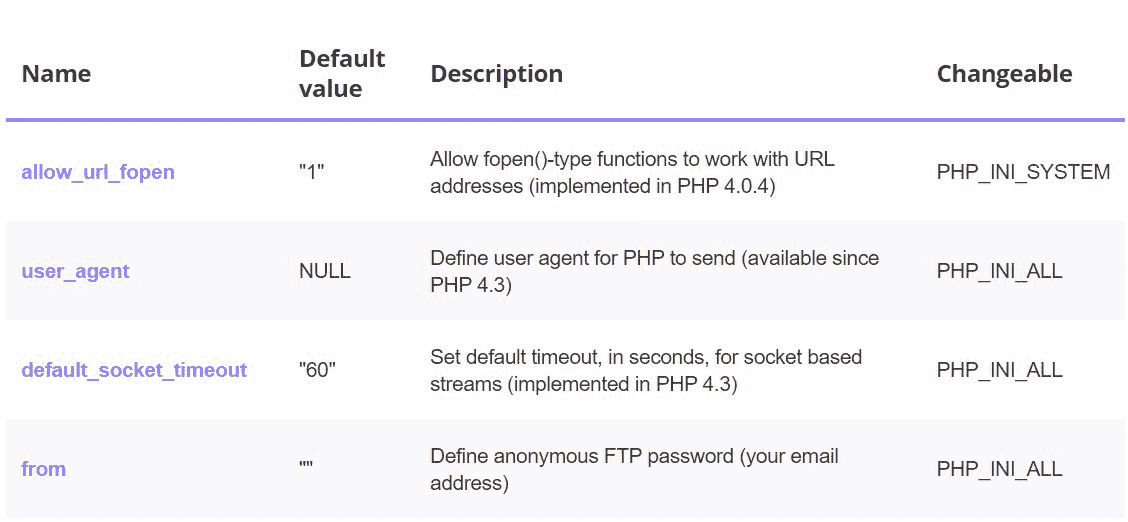 Name Default value Description Changeable
allow_url_fopen "1" Allow fopen()-type functions to work with URL addresses (implemented in PHP 4.0.4) PHP_INI_SYSTEM
user_agent NULL Define user agent for PHP to send (available since PHP 4.3) PHP_INI_ALL
default_socket_timeout "60" Set default timeout, in seconds, for socket based streams (implemented in PHP 4.3) PHP_INI_ALL
from "" Define anonymous FTP password (your email address) PHP_INI_ALL